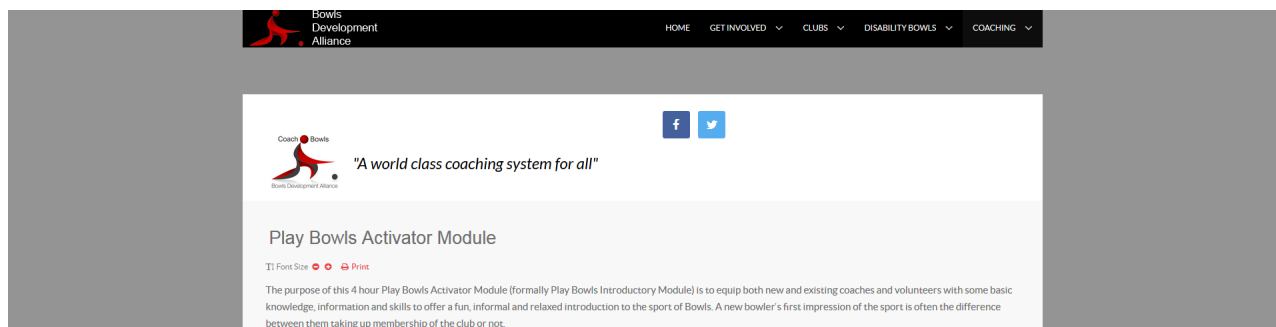 Bowls
Development
Alliance
HOME GET INVOLVED CLUBS DISABILITY BOWLS COACHING
Coach Bowls
Bowls Development Alliance
"A world class coaching system for all"
Play Bowls Activator Module
Font Size Print
The purpose of this 4 hour Play Bowls Activator Module (formally Play Bowls Introductory Module) is to equip both new and existing coaches and volunteers with some basic
knowledge, information and skills to offer a fun, informal and relaxed introduction to the sport of Bowls. A new bowler's first impression of the sport is often the difference
between them taking up membership of the club or not.